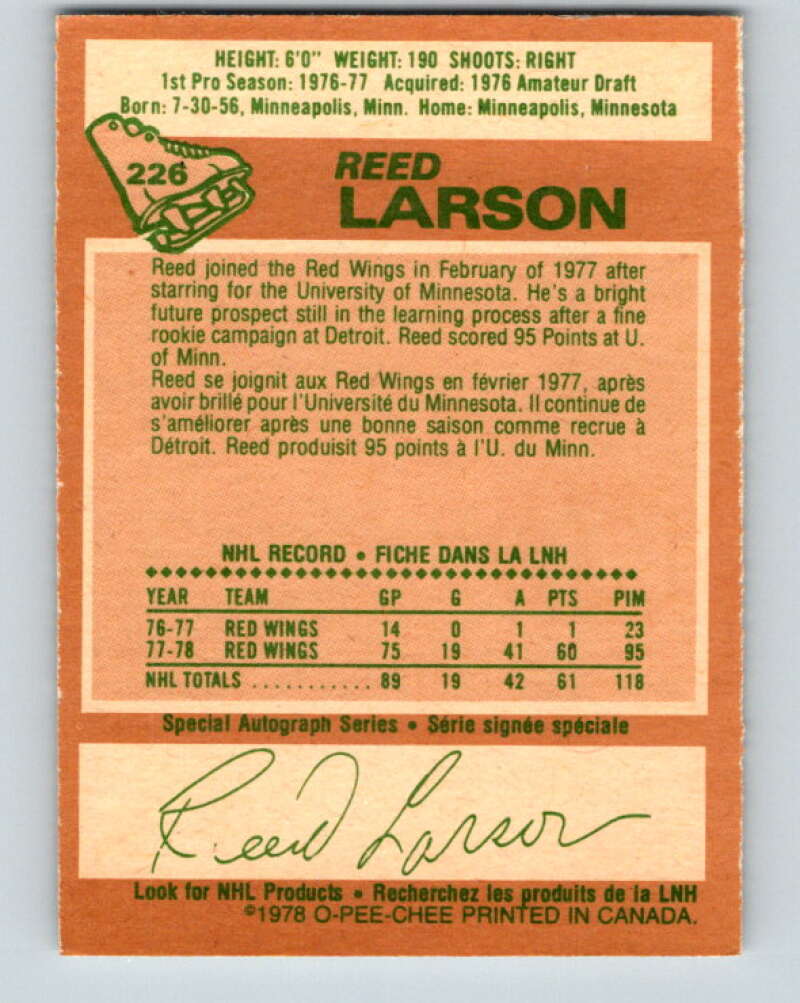 HEIGHT: 6'0" WEIGHT: 190 SHOOTS: RIGHT
1st Pro Season: 1976-77 Acquired: 1976 Amateur Draft
Born: 7-30-56, Minneapolis, Minn. Home: Minneapolis, Minnesota
226
REED
LARSON
Reed joined the Red Wings in February of 1977 after
starring for the University of Minnesota. He's a bright
future prospect still in the learning process after a fine
rookie campaign at Detroit. Reed scored 95 Points at U.
of Minn.
Reed se joignit aux Red Wings en février 1977, après
avoir brillé pour l'Université du Minnesota. Il continue de
s'améliorer après une bonne saison comme recrue à
Détroit. Reed produisit 95 points à l'U. du Minn.
NHL RECORD • FICHE DANS LA LNH
YEAR TEAM GP G A PTS PIM
76-77 RED WINGS 14 0 1 1 23
77-78 RED WINGS 75 19 41 60 95
NHL TOTALS ............ 89 19 42 61 118
Special Autograph Series • Série signée spéciale
Reed Larson
Look for NHL Products • Recherchez les produits de la LNH
©1978 O-PEE-CHEE PRINTED IN CANADA.